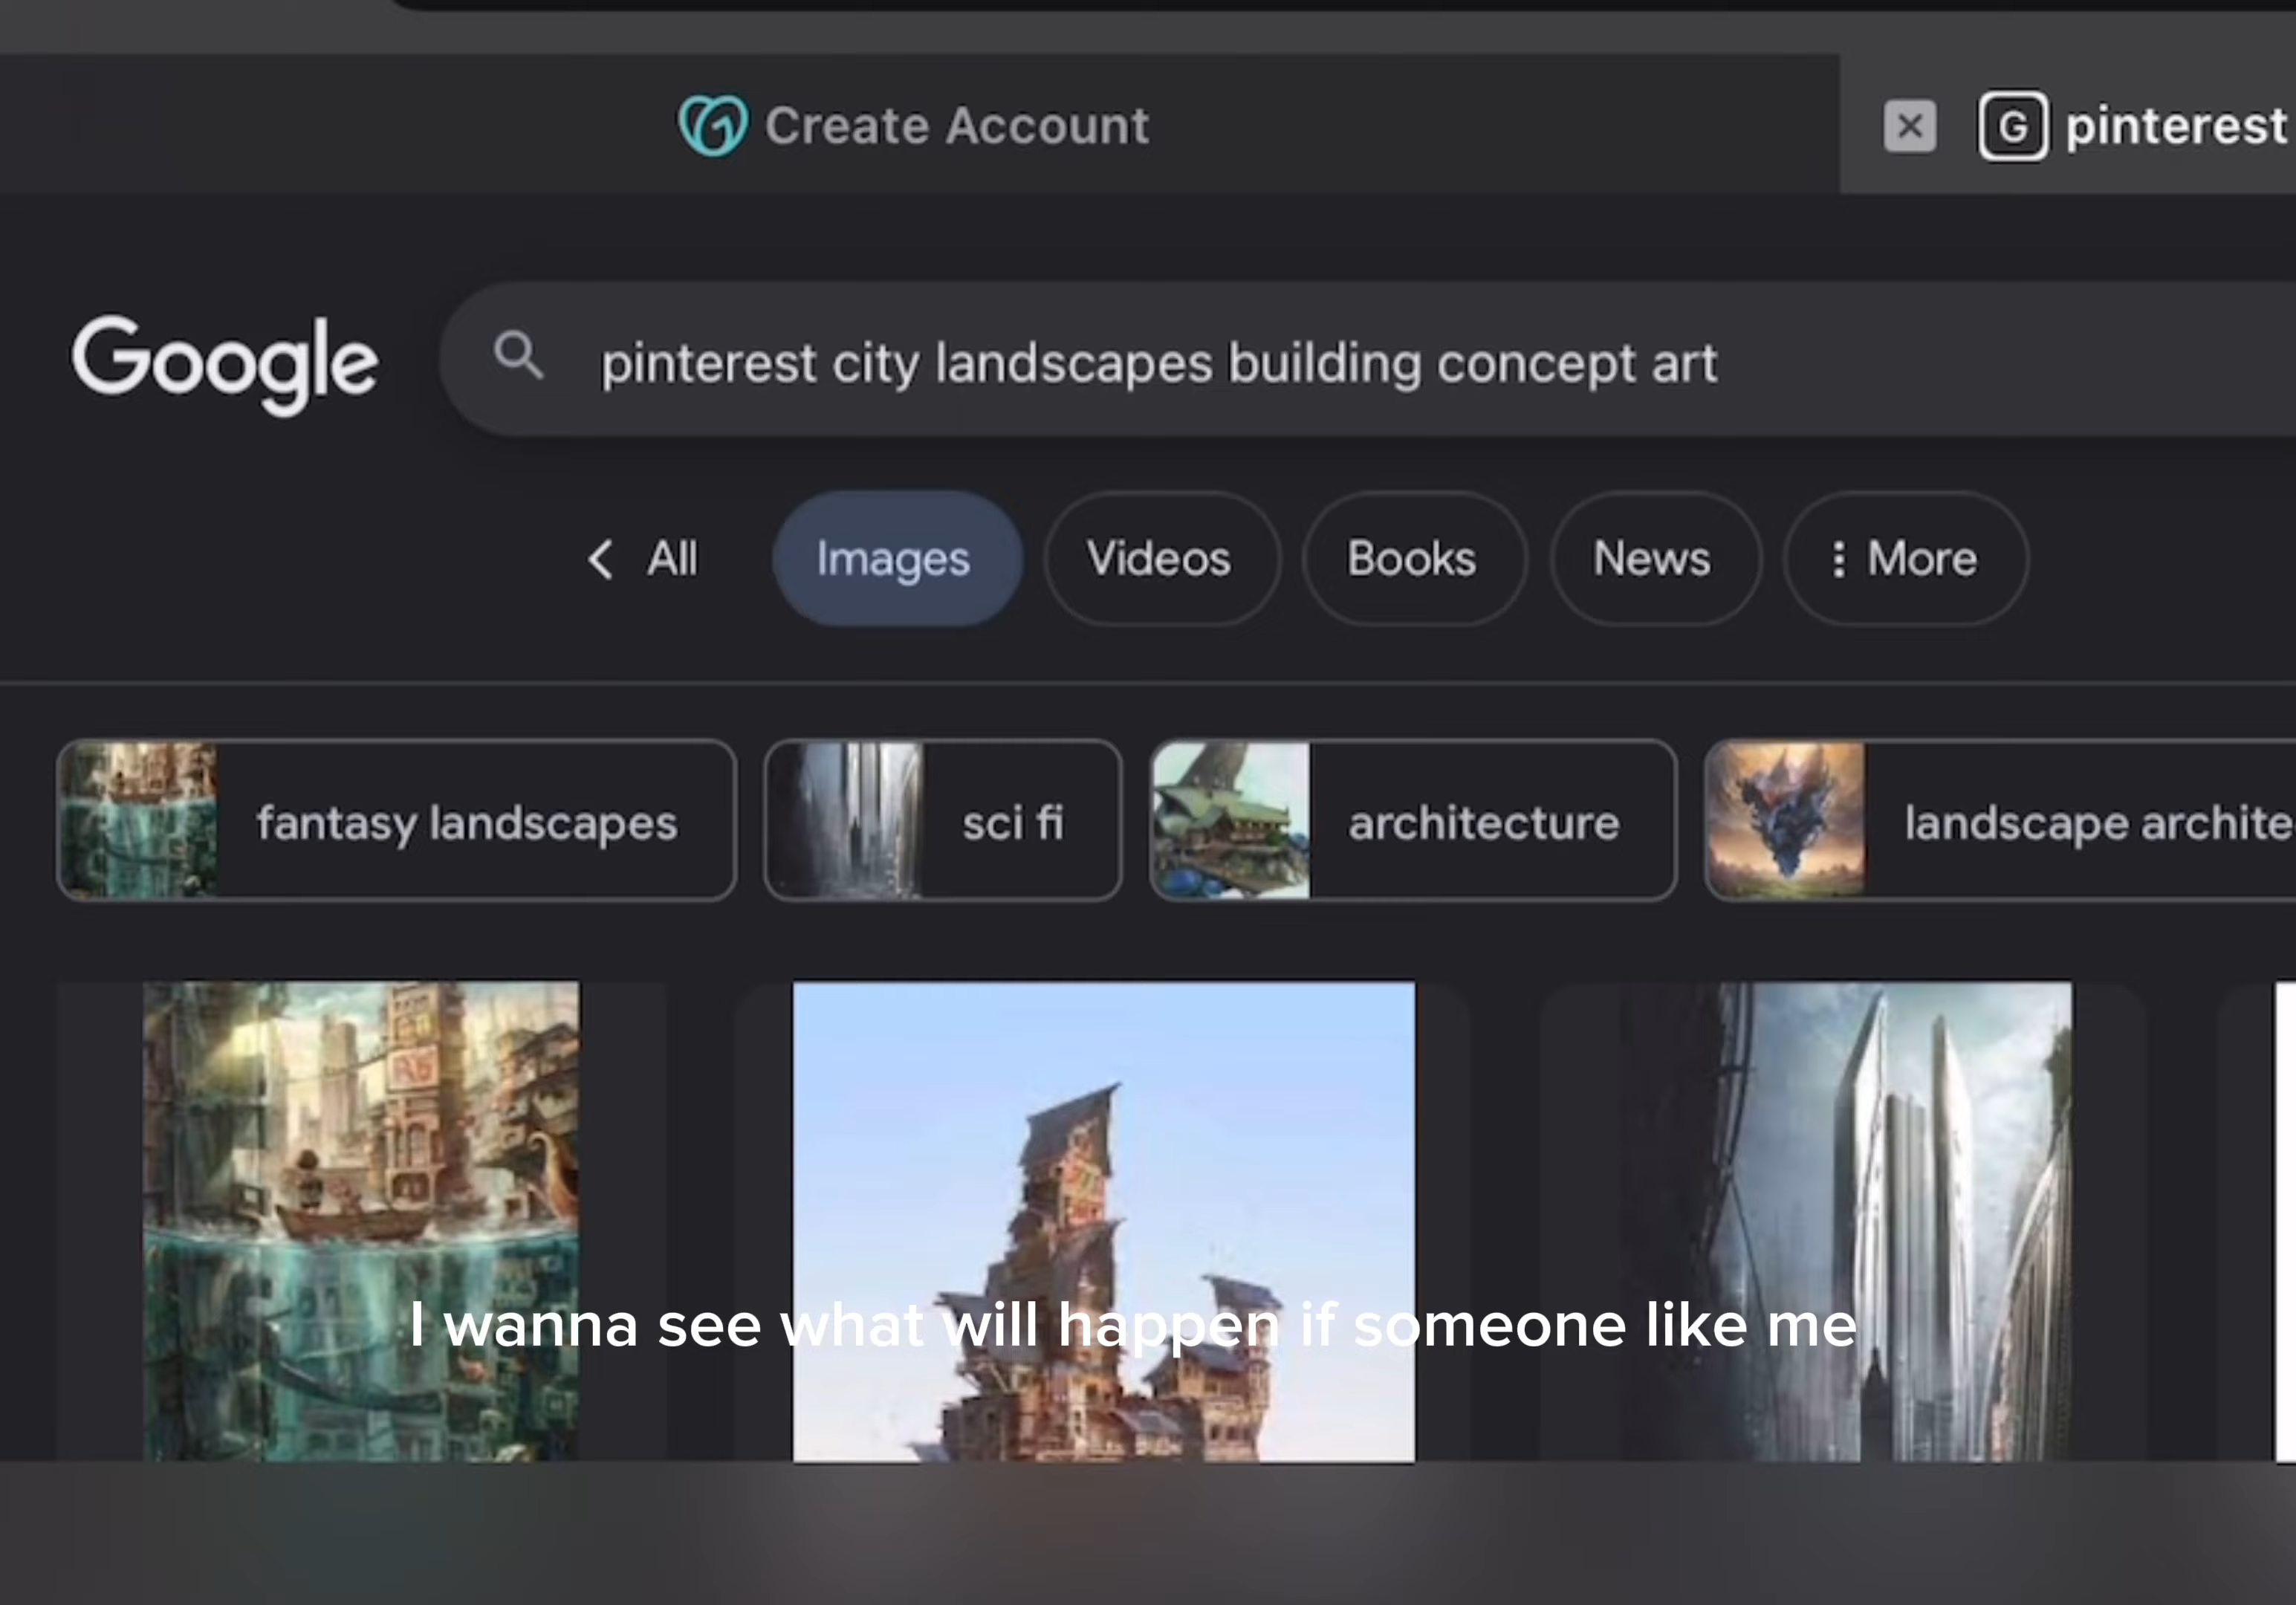 Create Account
G pinterest
Google
pinterest city landscapes building concept art
All Images Videos Books News More
fantasy landscapes
sci fi
architecture
landscape archite
I wanna see what will happen if someone like me